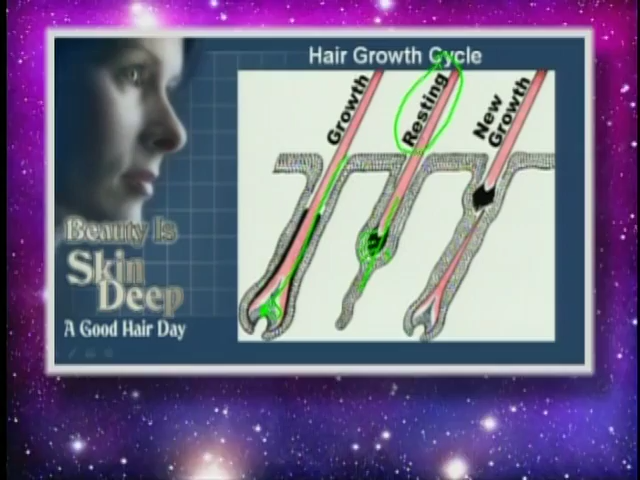 Hair Growth Cycle
Growth
Resting
New
Growth
Beauty Is
Skin
Deep
A Good Hair Day